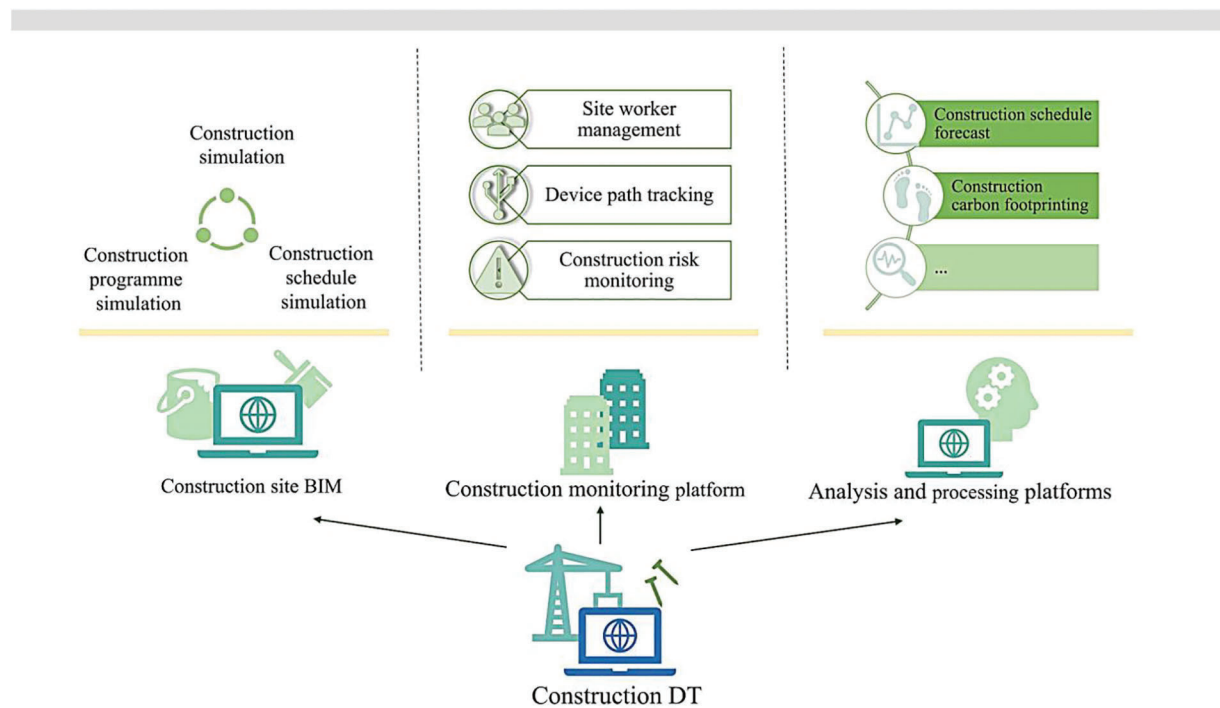 Construction
simulation
Construction
programme
simulation
Construction
schedule
simulation
Site worker
management
Device path tracking
Construction risk
monitoring
Construction schedule
forecast
Construction
carbon footprinting
...
Construction site BIM
Construction monitoring platform
Analysis and processing platforms
Construction DT